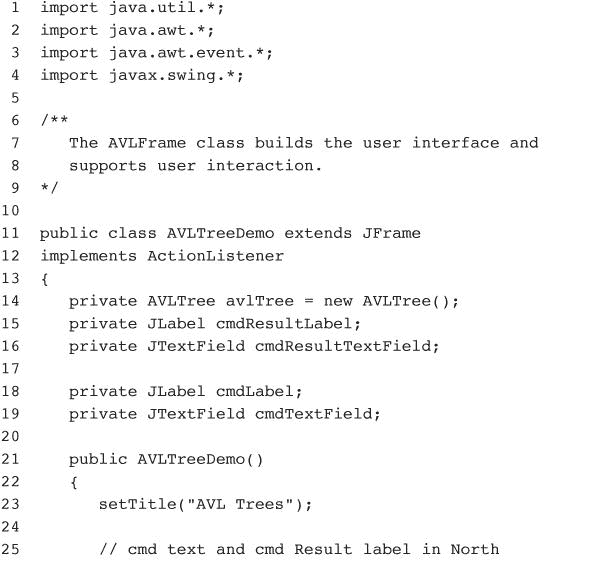 1 import java.util.*;
2 import java.awt.*;
3 import java.awt.event.*;
4 import javax.swing.*;
5
6 /**
7    The AVLFrame class builds the user interface and
8    supports user interaction.
9 */
10
11 public class AVLTreeDemo extends JFrame
12 implements ActionListener
13 {
14    private AVLTree avlTree = new AVLTree();
15    private JLabel cmdResultLabel;
16    private JTextField cmdResultTextField;
17
18    private JLabel cmdLabel;
19    private JTextField cmdTextField;
20
21    public AVLTreeDemo()
22    {
23       setTitle("AVL Trees");
24
25       // cmd text and cmd Result label in North